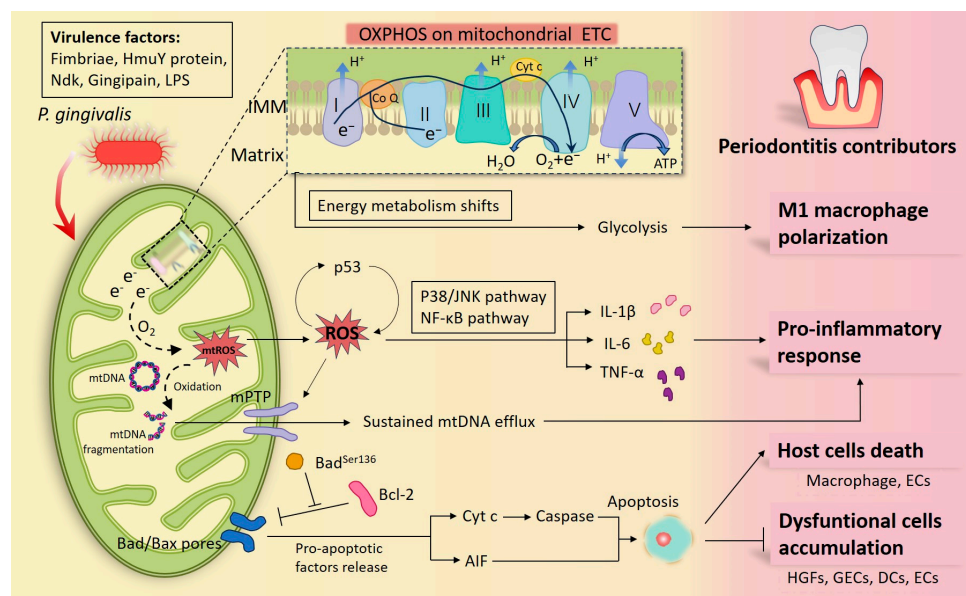 Virulence factors:
Fimbriae, HmuY protein,
Ndk, Gingipain, LPS
P. gingivalis
OXPHOS on mitochondrial ETC
H⁺
H⁺
Cyt c
H⁺
IMM
I
Co Q
II
III
IV
V
e⁻
e⁻
Matrix
H₂O
O₂+e⁻
H⁺
ATP
Periodontitis contributors
Energy metabolism shifts
Glycolysis
M1 macrophage
polarization
e⁻
e⁻ e⁻
O₂
mtROS
p53
ROS
P38/JNK pathway
NF-κB pathway
IL-1β
IL-6
TNF-α
Pro-inflammatory
response
mtDNA
Oxidation
mtDNA
fragmentation
mPTP
Sustained mtDNA efflux
Bad^Ser136
Bcl-2
Bad/Bax pores
Pro-apoptotic
factors release
Cyt c
Caspase
AIF
Apoptosis
Host cells death
Macrophage, ECs
Dysfuntional cells
accumulation
HGFs, GECs, DCs, ECs